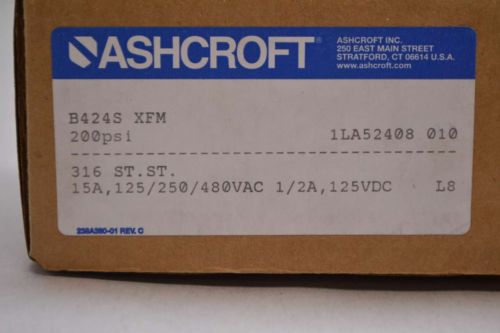 ASHCROFT®
ASHCROFT INC.
250 EAST MAIN STREET
STRATFORD, CT 06614 U.S.A.
www.ashcroft.com
B424S XFM
200psi 1LA52408 010
316 ST.ST.
15A,125/250/480VAC 1/2A,125VDC L8
238A380-01 REV. C